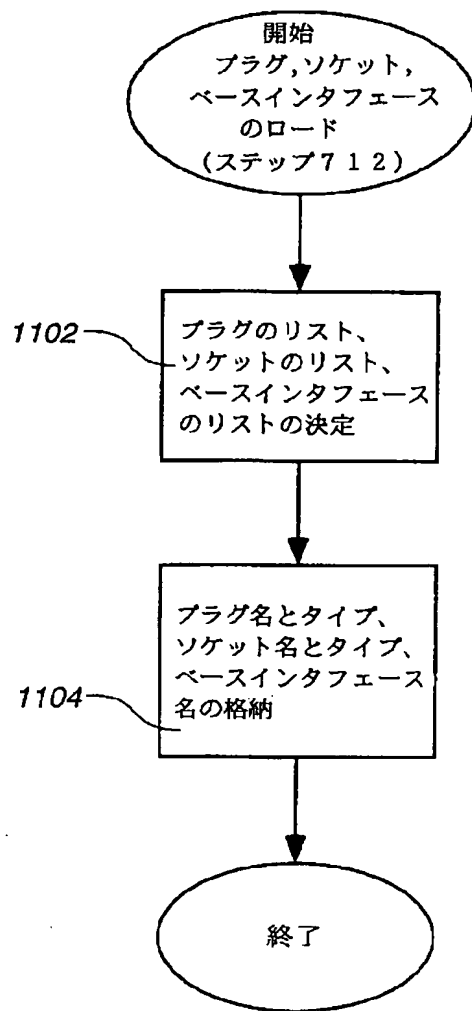 開始
プラグ,ソケット,
ベースインタフェース
のロード
(ステップ７１２)
1102
プラグのリスト、
ソケットのリスト、
ベースインタフェース
のリストの決定
プラグ名とタイプ、
ソケット名とタイプ、
ベースインタフェース
名の格納
1104
終了